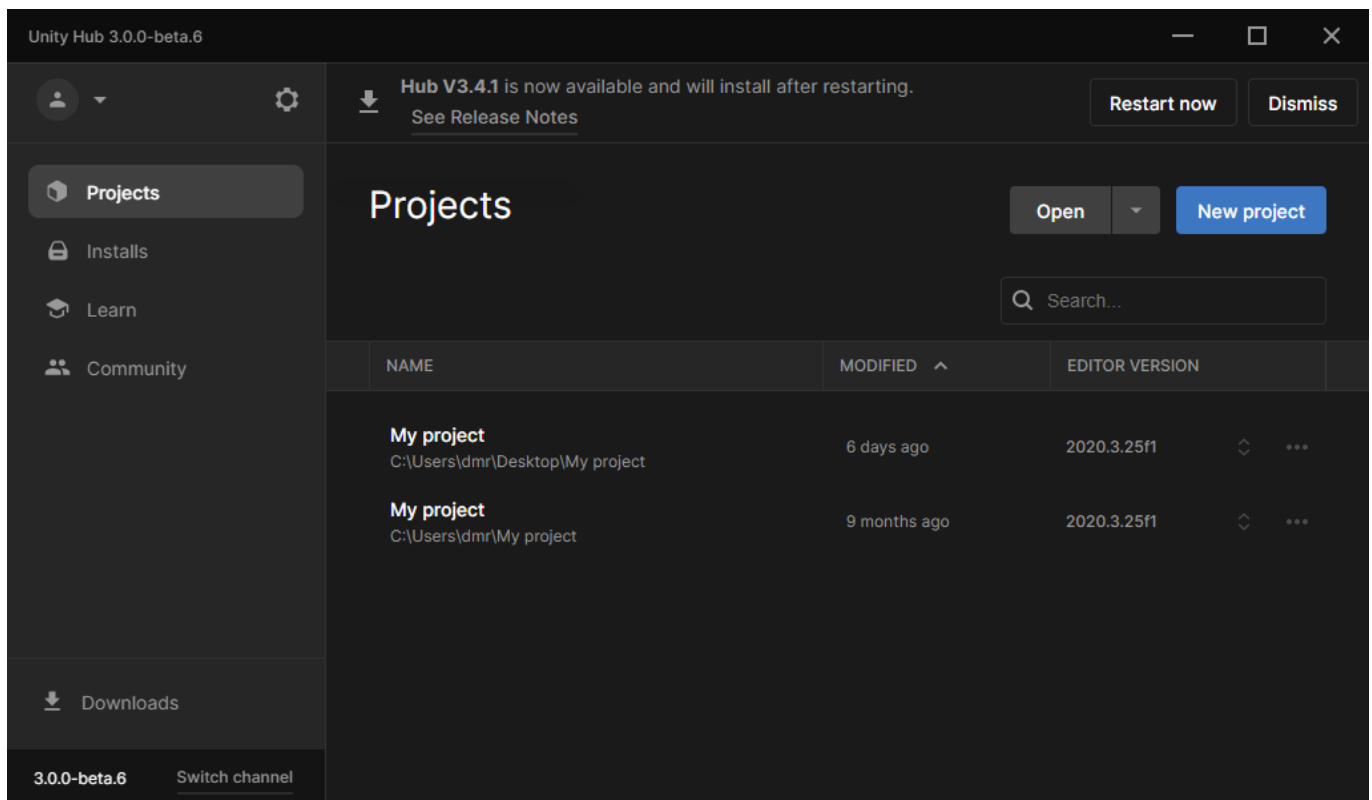 Unity Hub 3.0.0-beta.6
Hub V3.4.1 is now available and will install after restarting.
See Release Notes
Restart now
Dismiss
Projects
Installs
Learn
Community
Downloads
3.0.0-beta.6 Switch channel
Projects
Open
New project
Search...
NAME MODIFIED EDITOR VERSION
My project
C:\Users\dmr\Desktop\My project
6 days ago 2020.3.25f1
My project
C:\Users\dmr\My project
9 months ago 2020.3.25f1